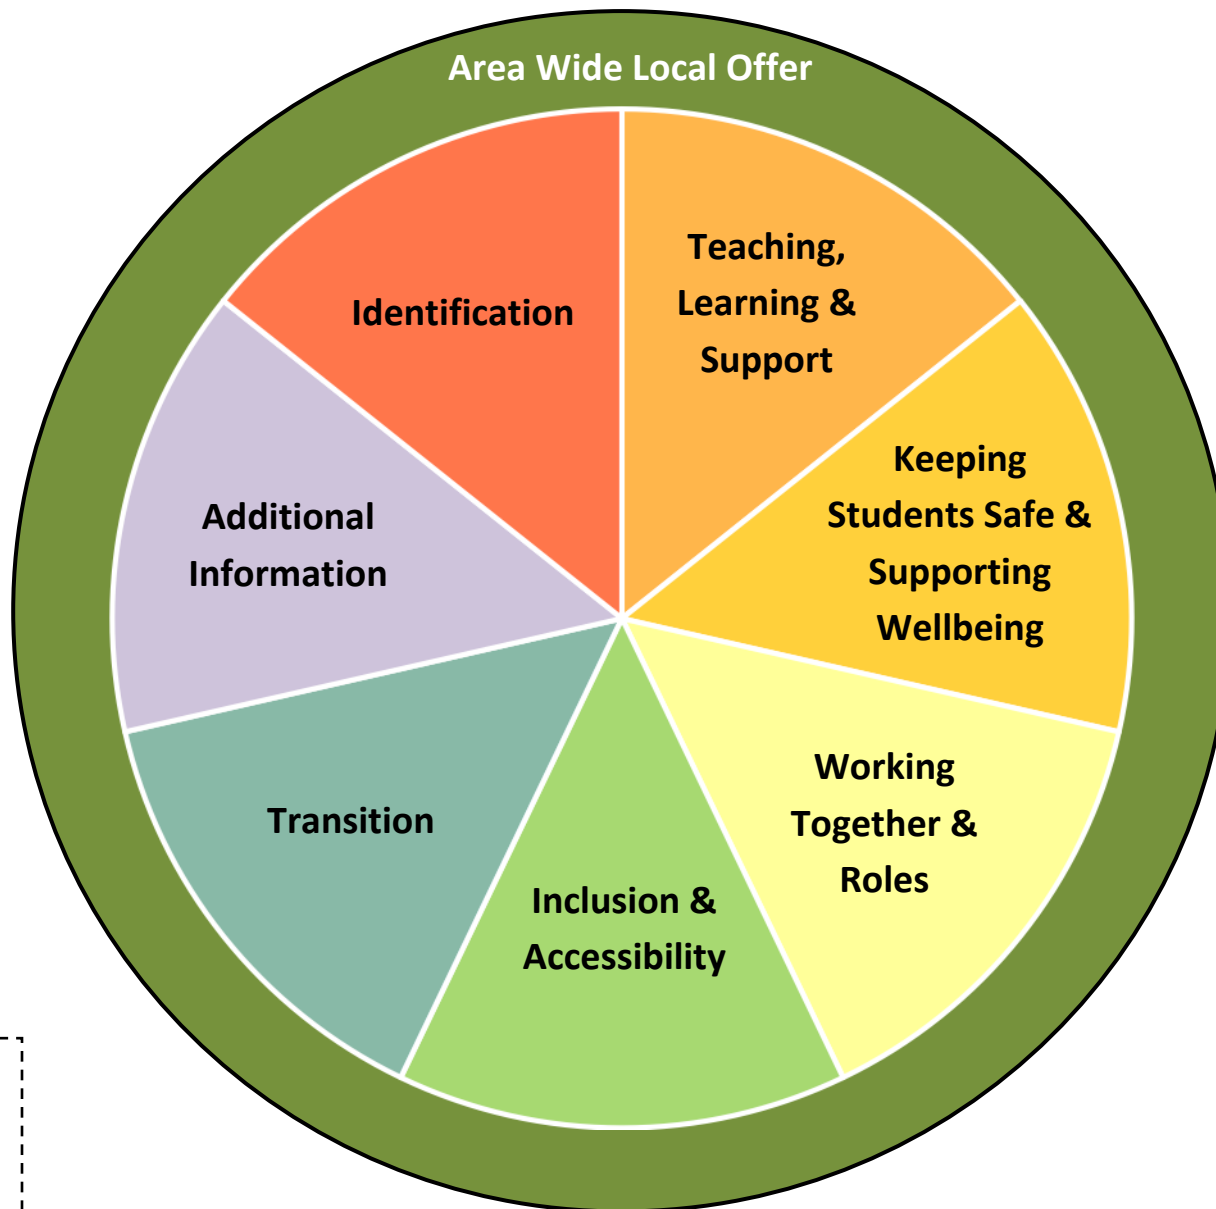 Area Wide Local Offer
Teaching,
Learning &
Support
Keeping
Students Safe &
Supporting
Wellbeing
Working
Together &
Roles
Inclusion &
Accessibility
Transition
Additional
Information
Identification